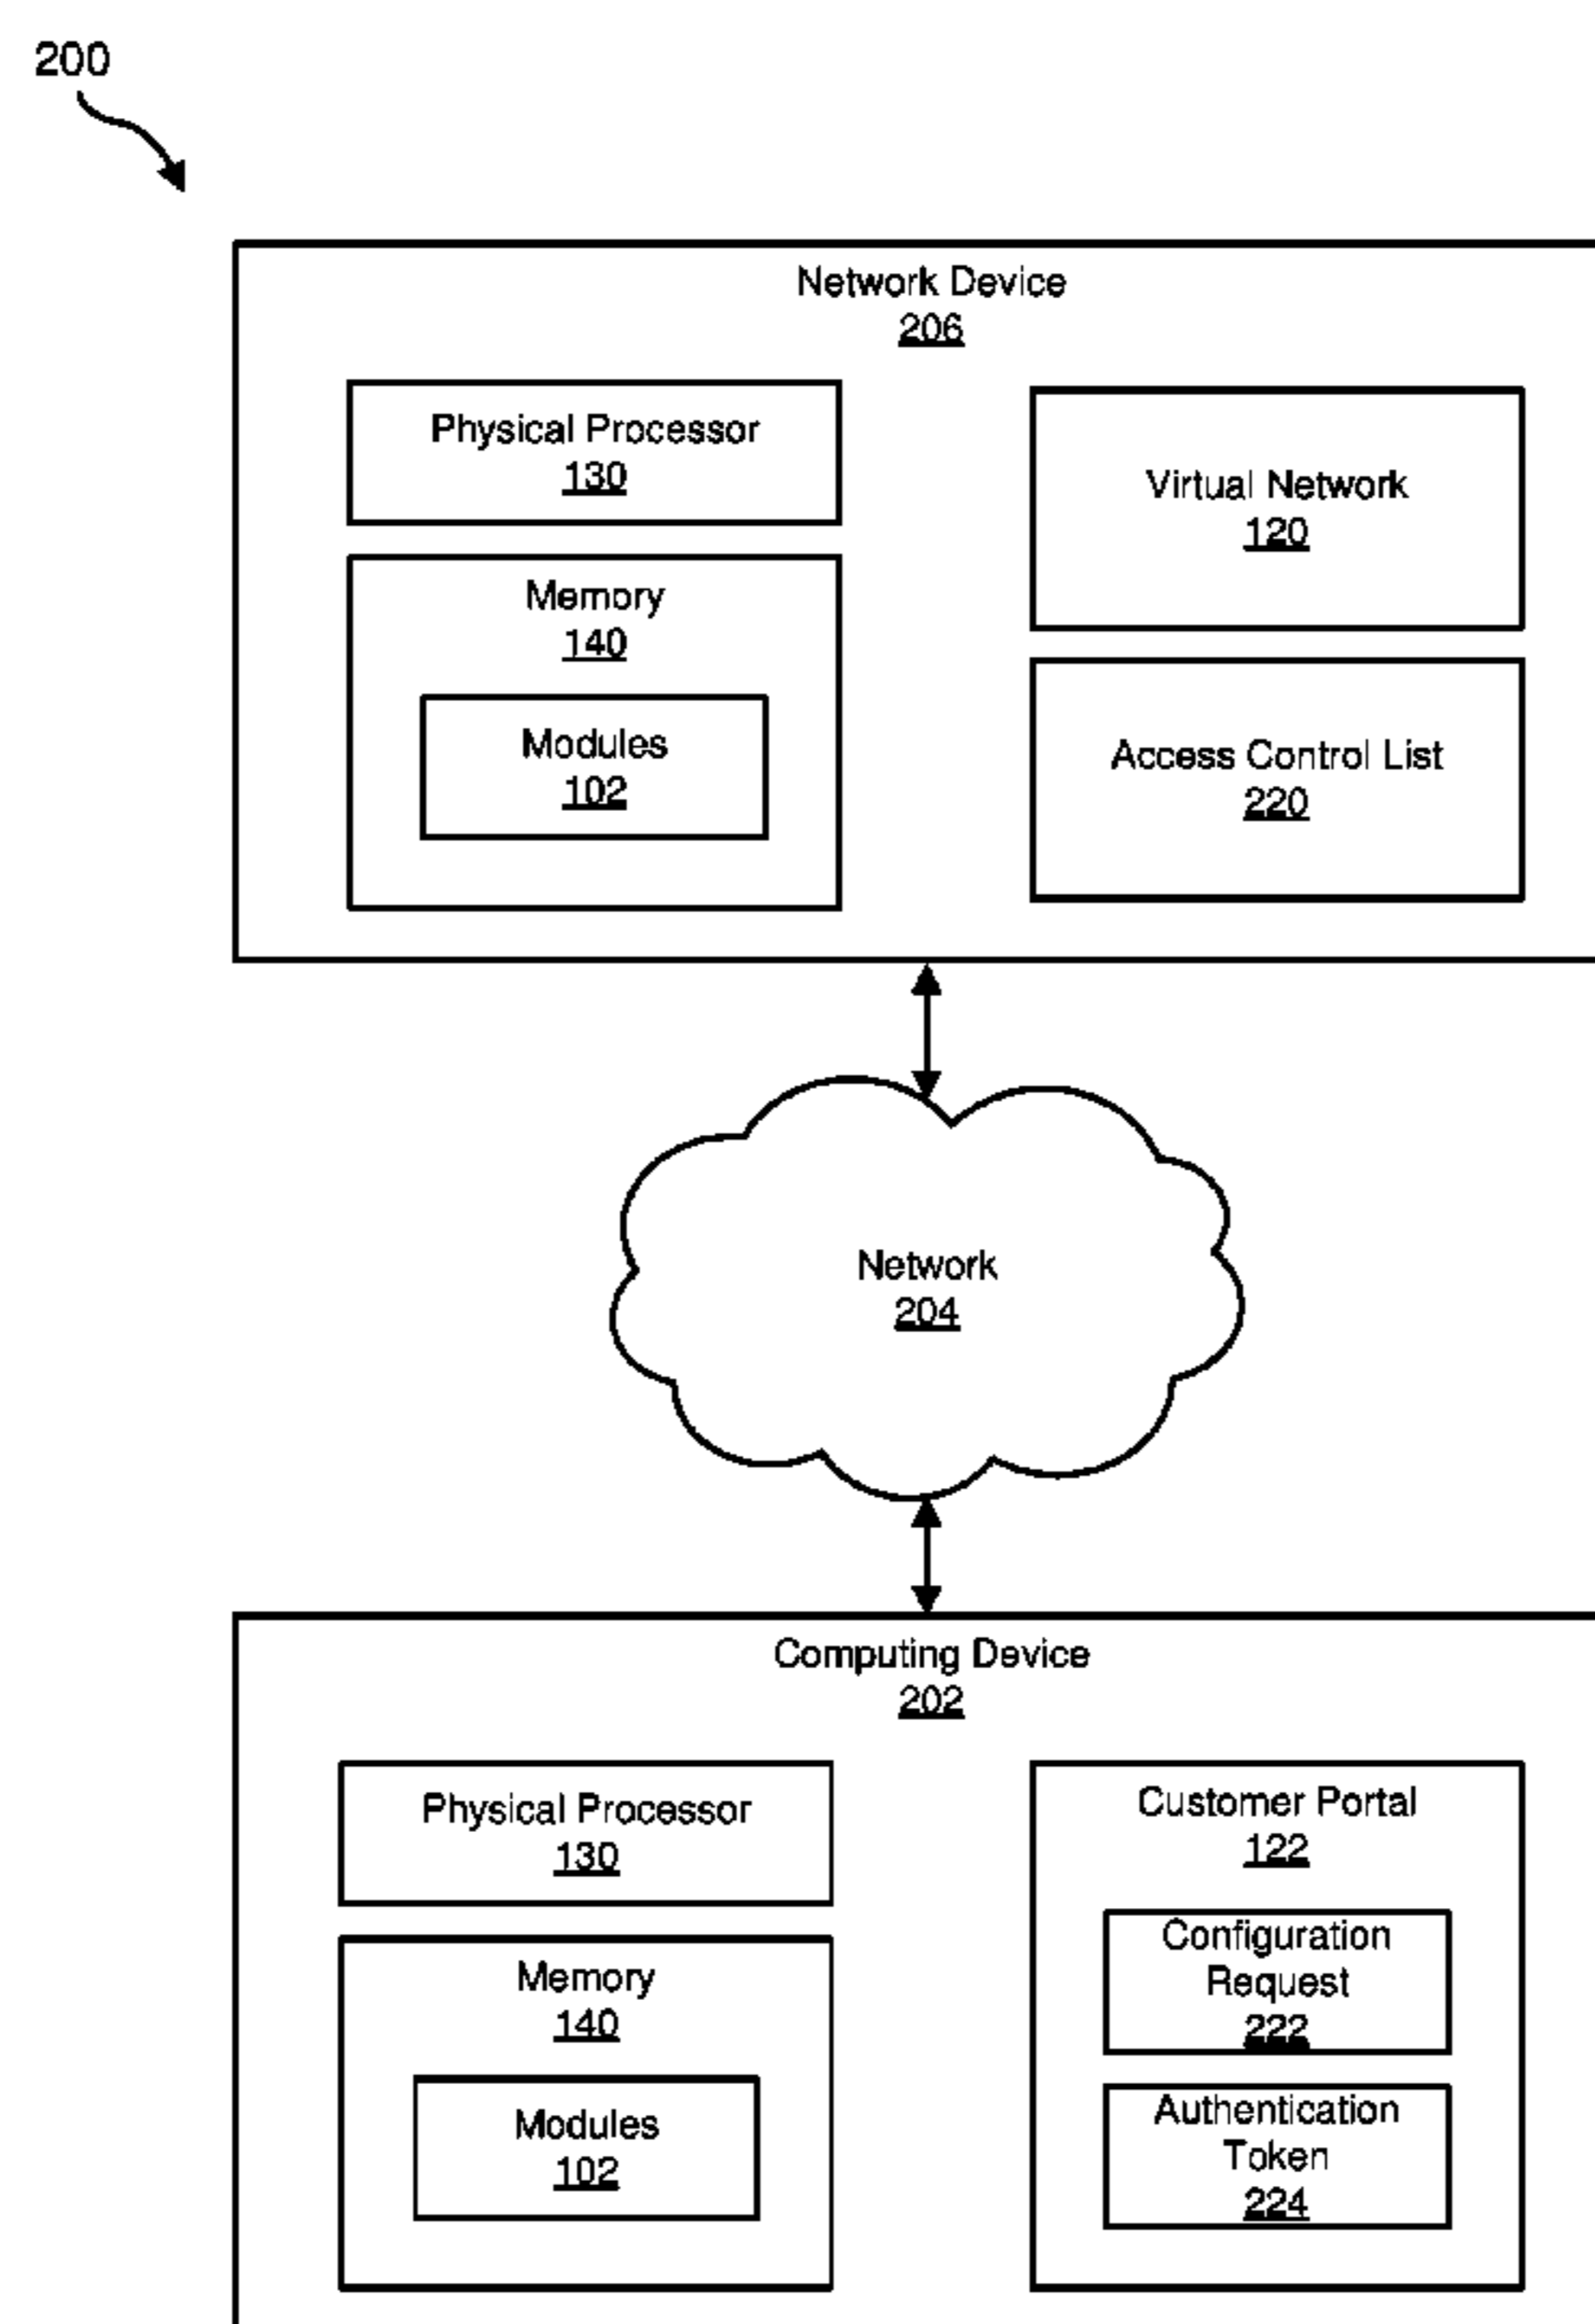 200
Network Device
206
Physical Processor
130
Virtual Network
120
Memory
140
Modules
102
Access Control List
220
Network
204
Computing Device
202
Physical Processor
130
Customer Portal
122
Configuration
Request
222
Memory
140
Modules
102
Authentication
Token
224